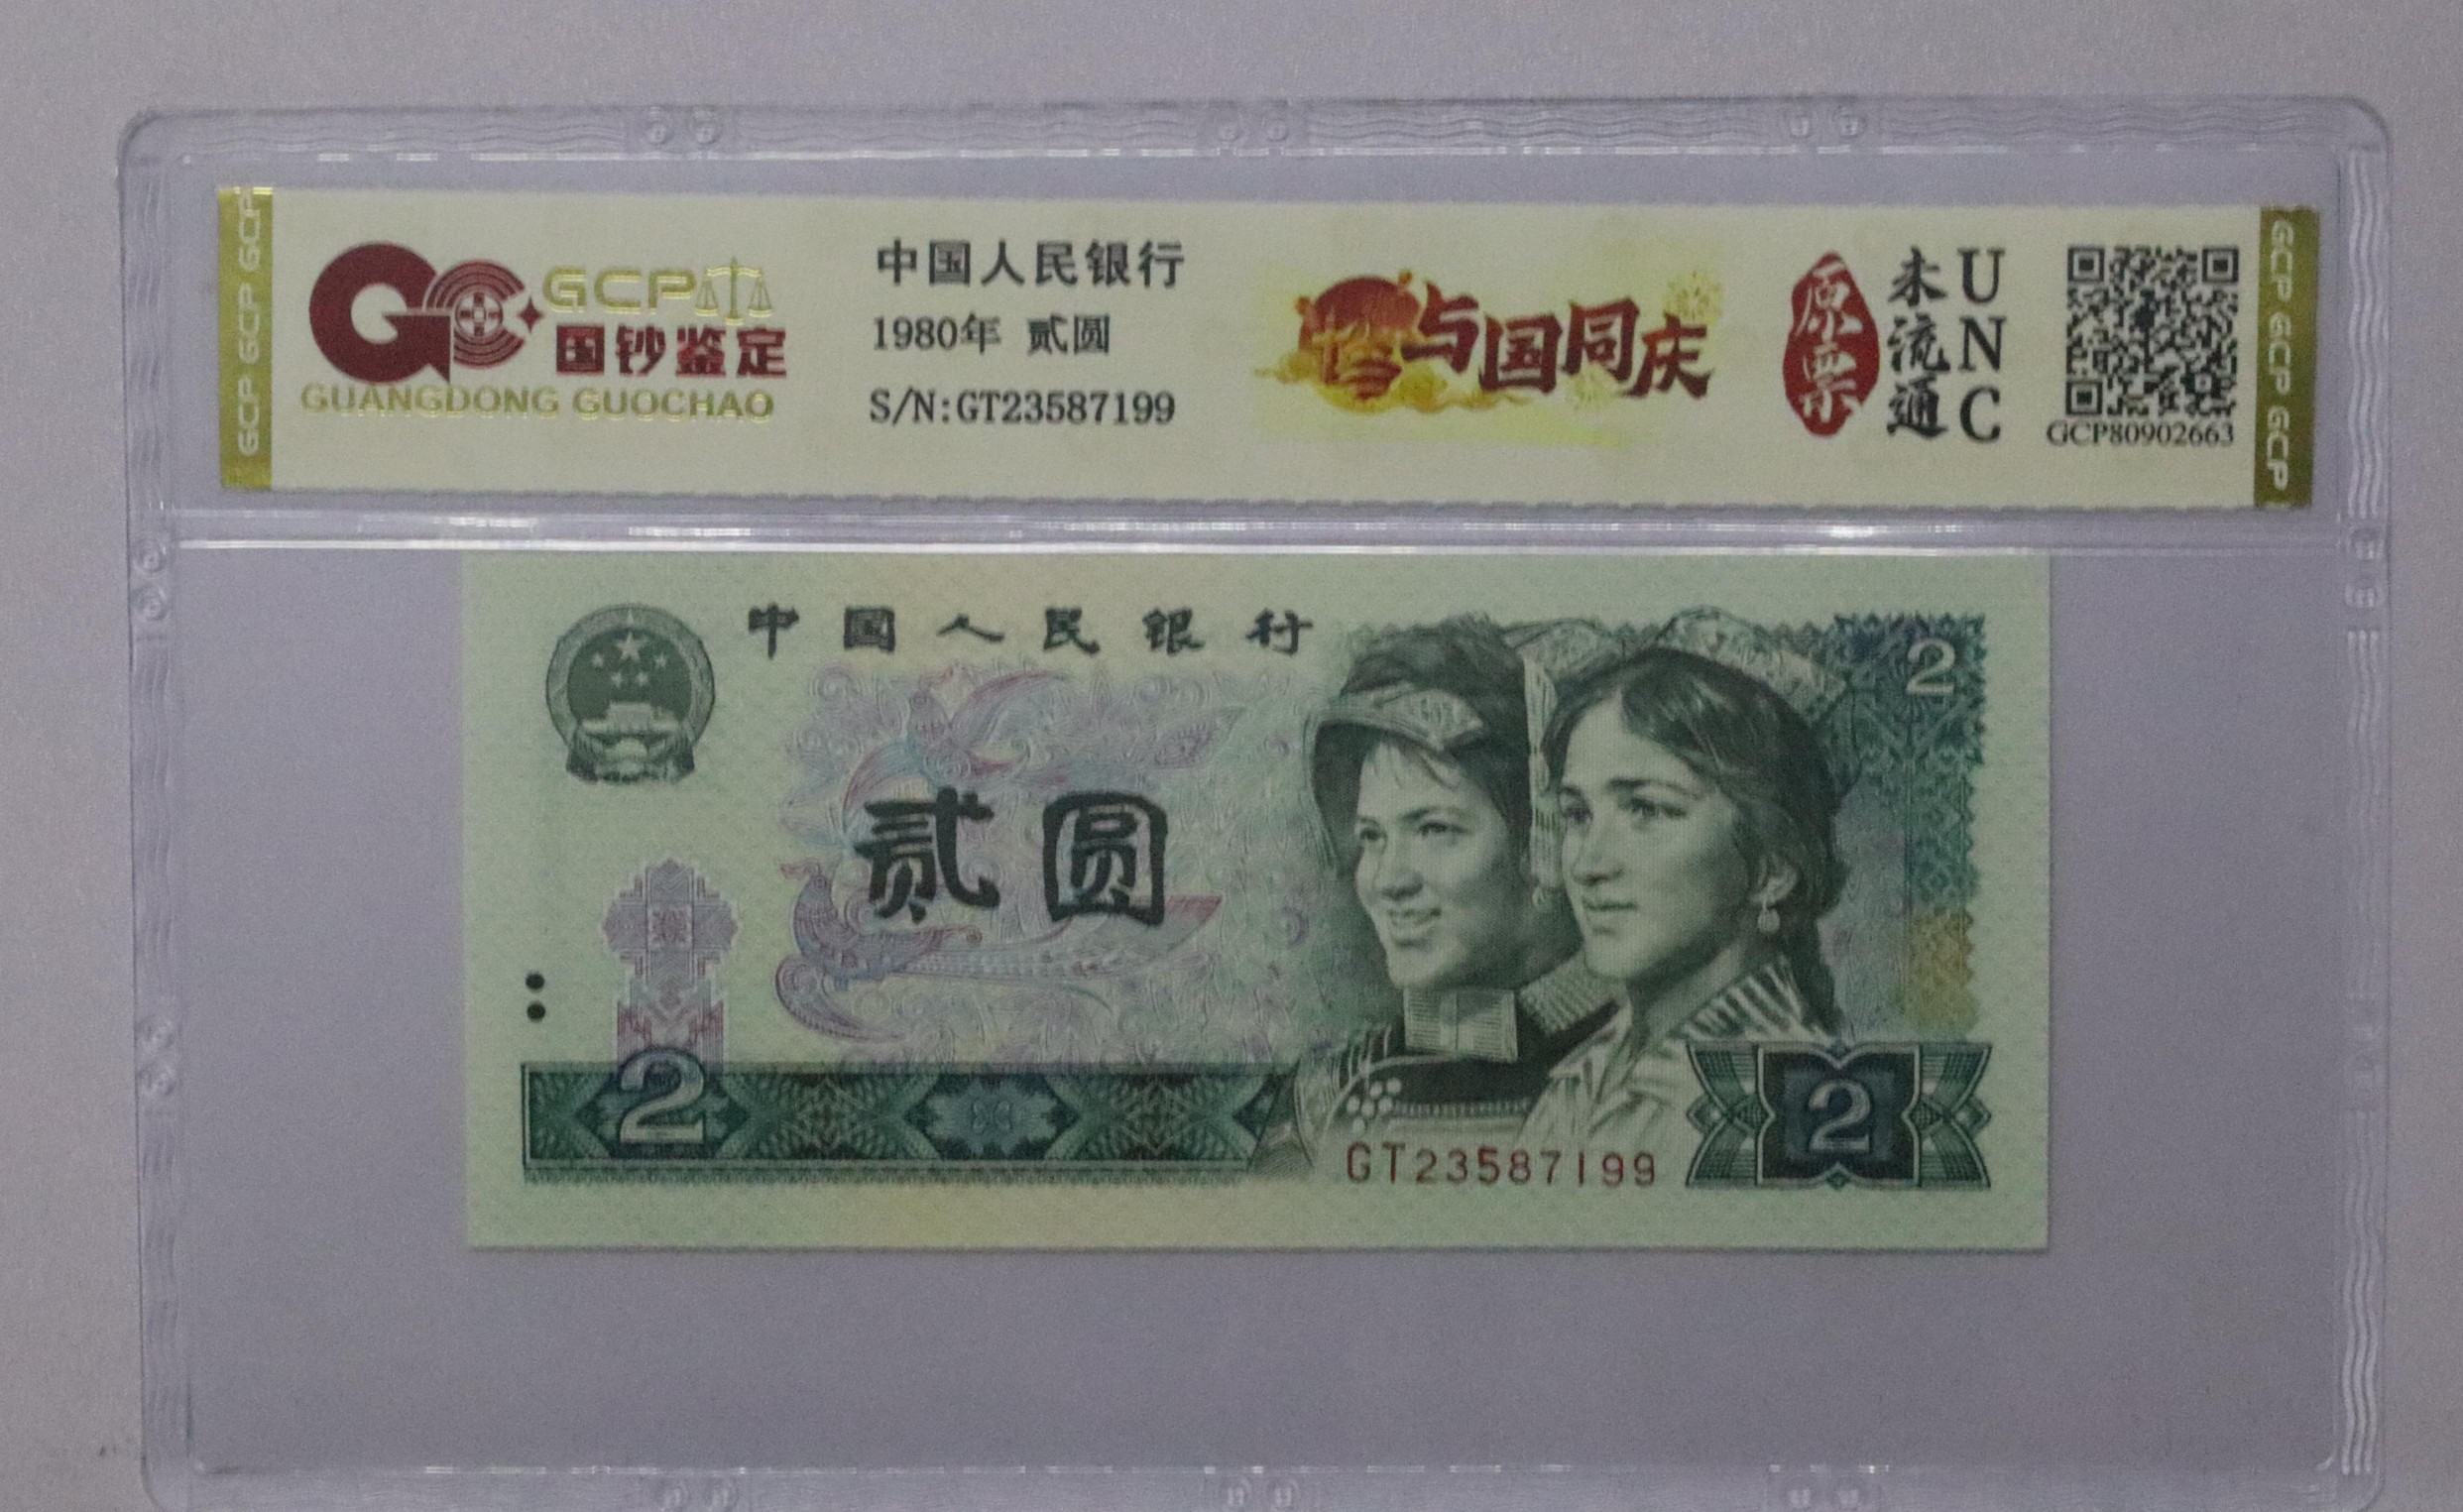 GCP GCP GCP
GCP
国钞鉴定
GUANGDONG GUOCHAO
中国人民银行
1980年 贰圆
S/N:GT23587199
与国同庆
原票
未流通
UNC
GCP80902663
GCP GCP GCP
中国人民银行
2
贰圆
2
2
GT23587199